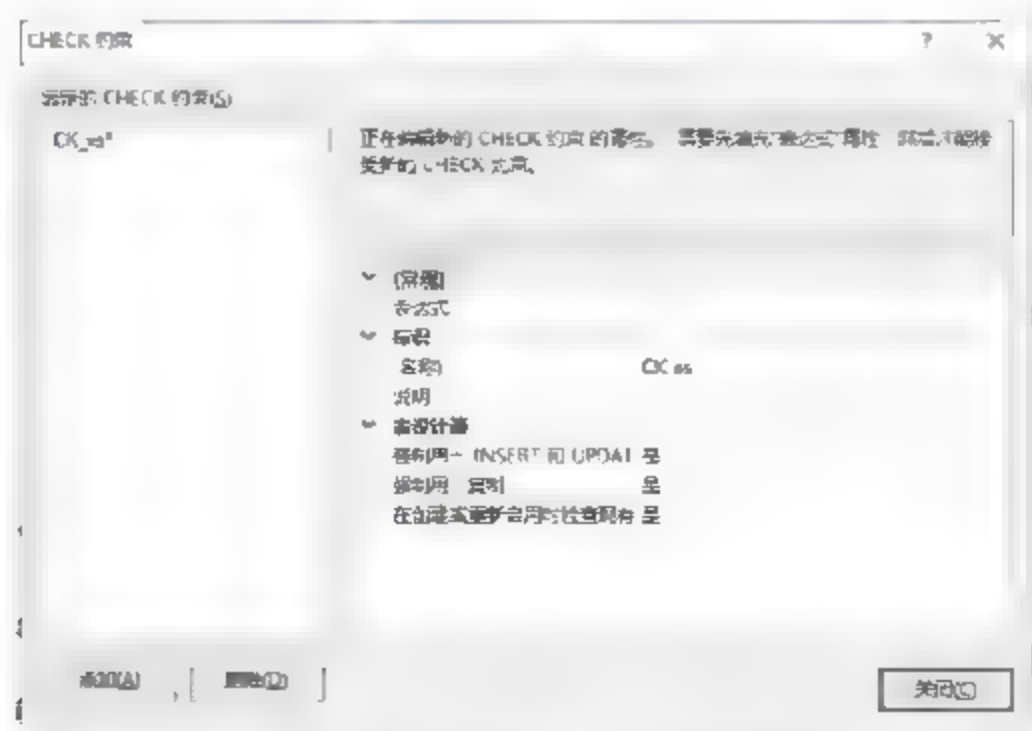 CHECK 约束
? ×
选定的 CHECK 约束(S)
CK_xs*
正在编辑新的 CHECK 约束 的属性。 需要先填充“表达式”属性，然后才能接
受新的 CHECK 约束。
(常规)
表达式
标识
(名称) CK_xs
说明
表设计器
强制用于 INSERT 和 UPDAT 是
强制用于复制 是
在创建或重新启用时检查现有 是
添加(A)
删除(D)
关闭(C)